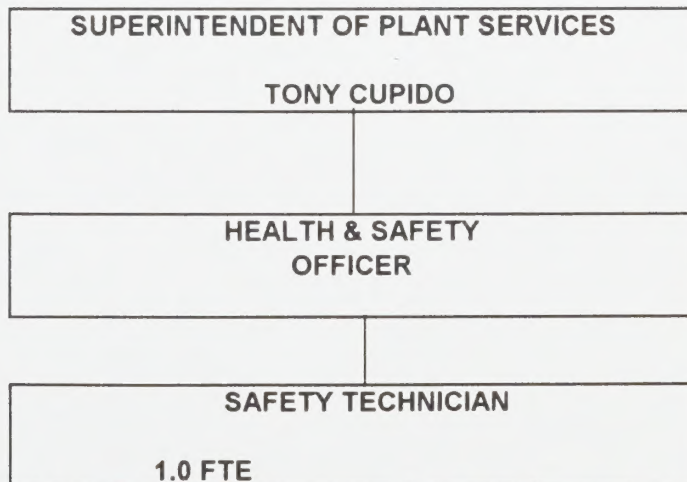 SUPERINTENDENT OF PLANT SERVICES
TONY CUPIDO
HEALTH & SAFETY
OFFICER
SAFETY TECHNICIAN
1.0 FTE